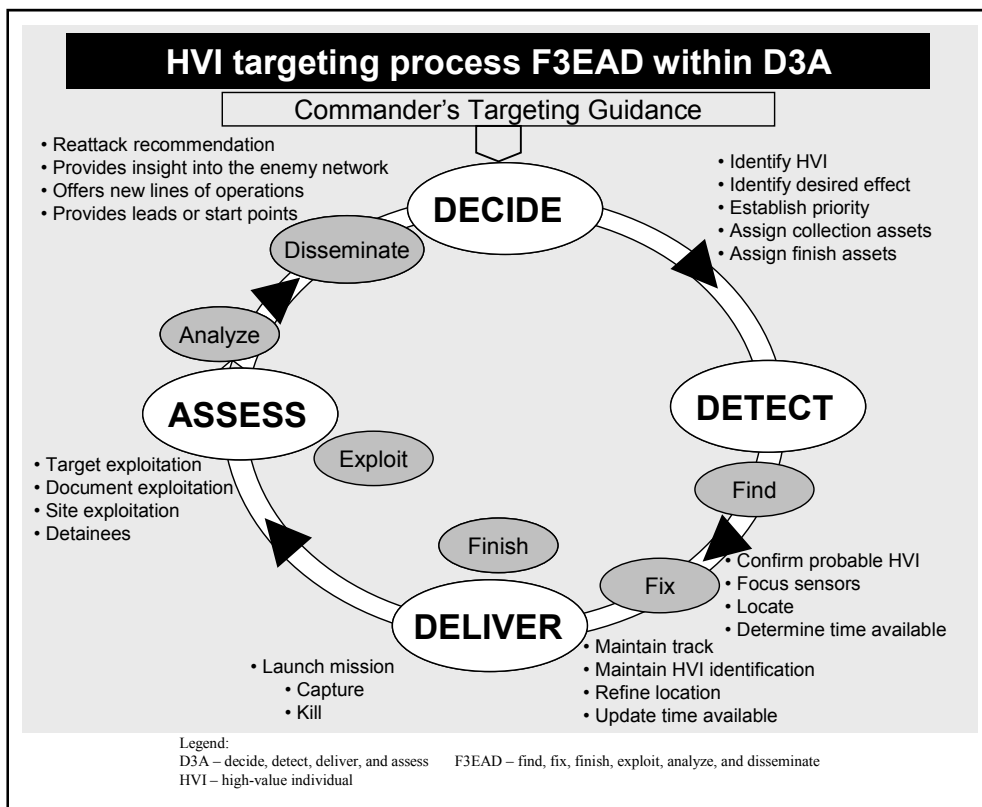 HVI targeting process F3EAD within D3A
Commander's Targeting Guidance
• Reattack recommendation
• Provides insight into the enemy network
• Offers new lines of operations
• Provides leads or start points
DECIDE
• Identify HVI
• Identify desired effect
• Establish priority
• Assign collection assets
• Assign finish assets
Disseminate
Analyze
ASSESS
DETECT
Exploit
• Target exploitation
• Document exploitation
• Site exploitation
• Detainees
Find
Finish
Fix
• Confirm probable HVI
• Focus sensors
• Locate
• Determine time available
DELIVER
• Launch mission
• Capture
• Kill
• Maintain track
• Maintain HVI identification
• Refine location
• Update time available
Legend:
D3A – decide, detect, deliver, and assess F3EAD – find, fix, finish, exploit, analyze, and disseminate
HVI – high-value individual